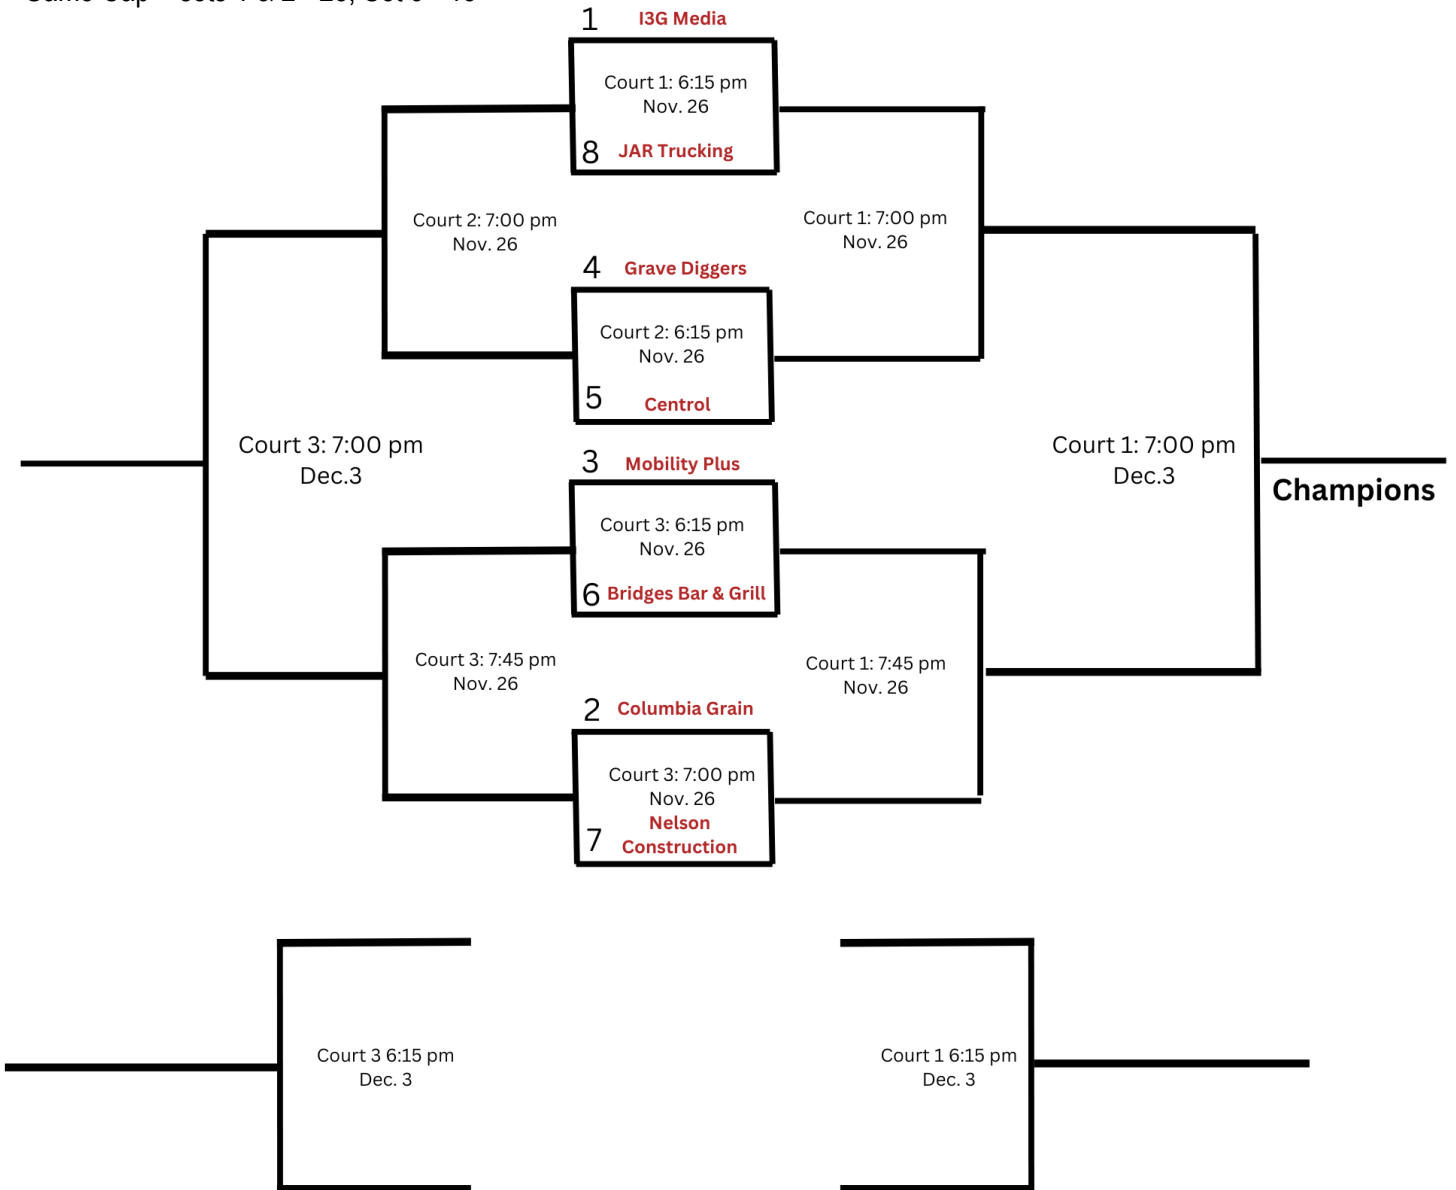 1 I3G Media
Court 1: 6:15 pm
Nov. 26
8 JAR Trucking
Court 2: 7:00 pm
Nov. 26
Court 1: 7:00 pm
Nov. 26
4 Grave Diggers
Court 2: 6:15 pm
Nov. 26
5 Centrol
Court 3: 7:00 pm
Dec.3
Court 1: 7:00 pm
Dec.3
Champions
3 Mobility Plus
Court 3: 6:15 pm
Nov. 26
6 Bridges Bar & Grill
Court 3: 7:45 pm
Nov. 26
Court 1: 7:45 pm
Nov. 26
2 Columbia Grain
Court 3: 7:00 pm
Nov. 26
7 Nelson
Construction
Court 3 6:15 pm
Dec. 3
Court 1 6:15 pm
Dec. 3